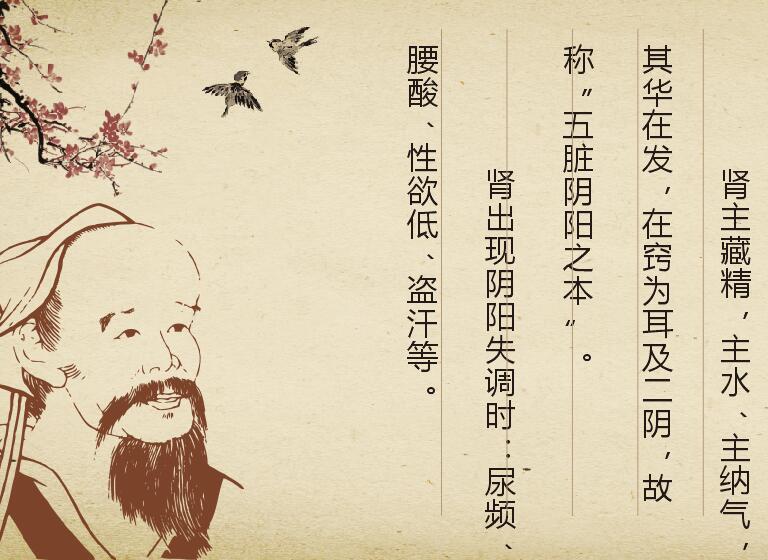 肾主藏精，主水、主纳气，
其华在发，在窍为耳及二阴，故
称“五脏阴阳之本”。
肾出现阴阳失调时：尿频、
腰酸、性欲低、盗汗等。